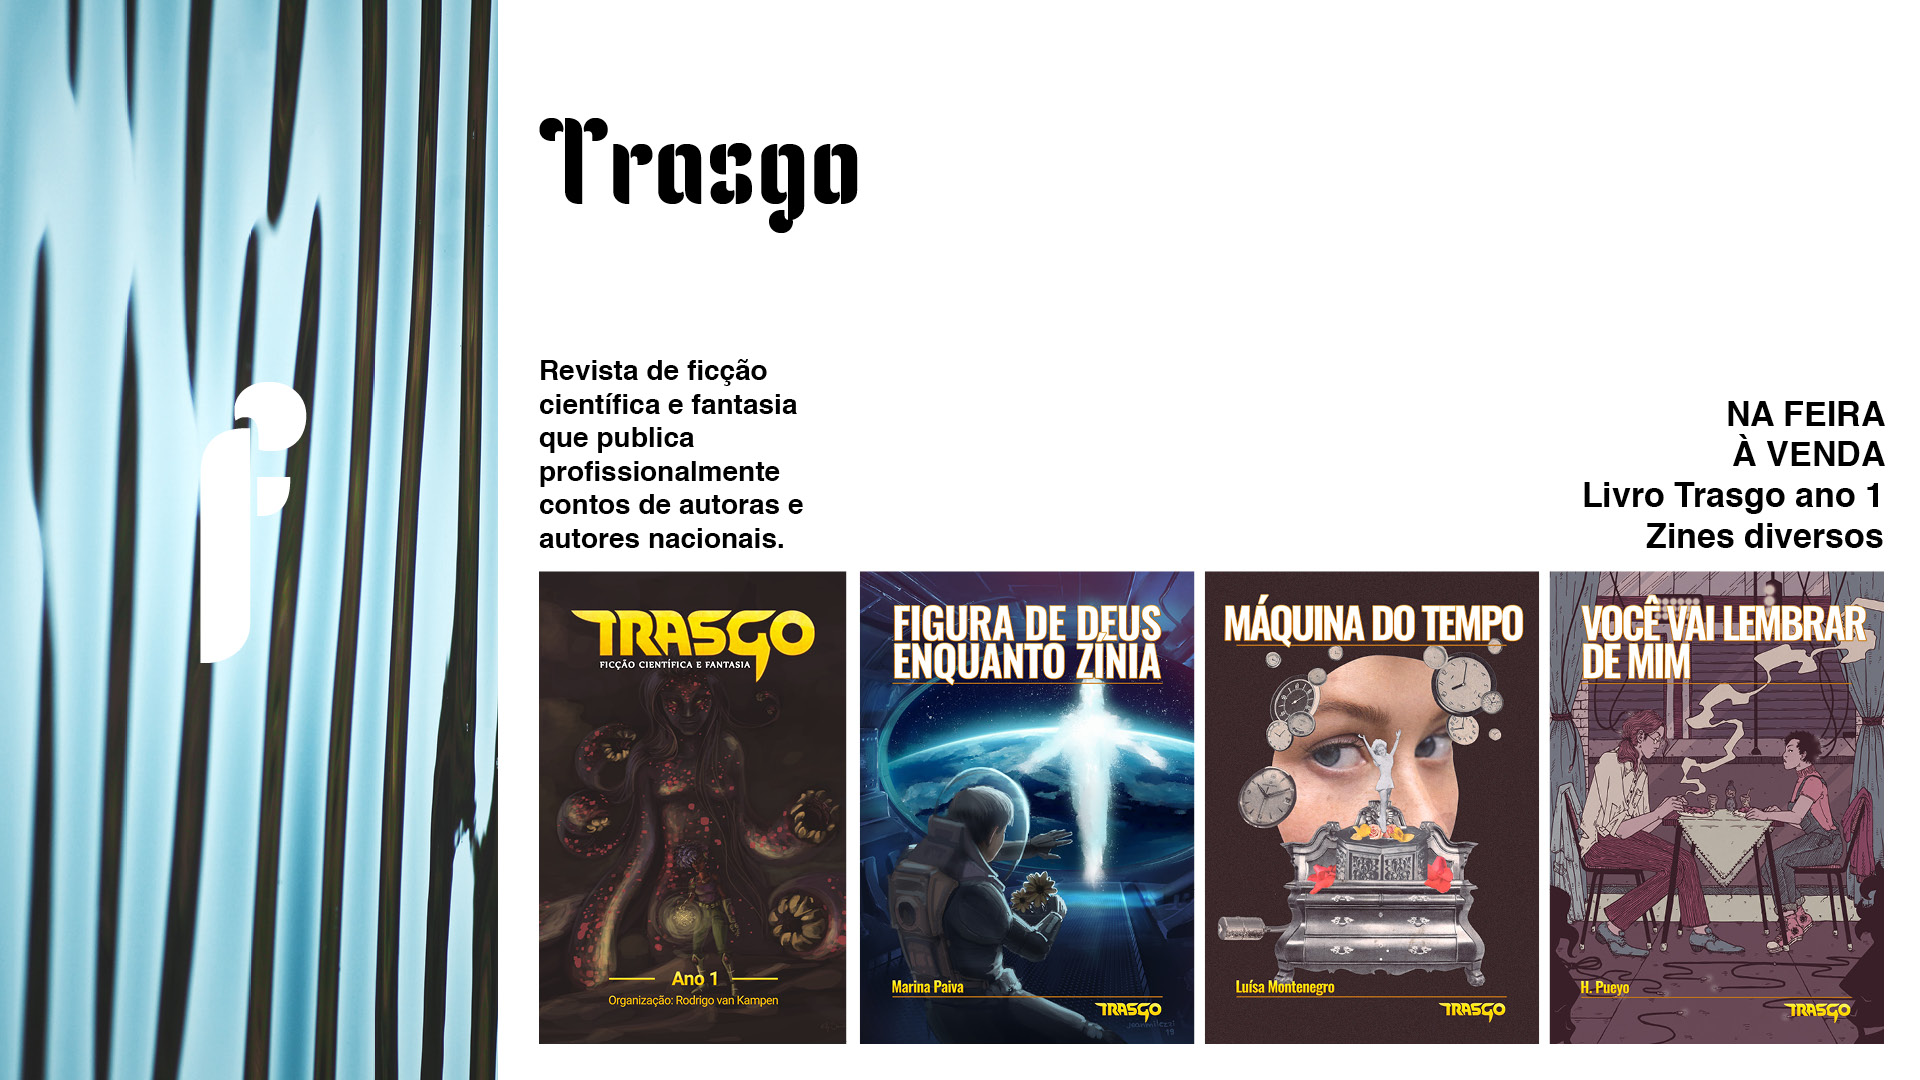 Trasgo
Revista de ficção
científica e fantasia
que publica
profissionalmente
contos de autoras e
autores nacionais.
NA FEIRA
À VENDA
Livro Trasgo ano 1
Zines diversos
TRASGO
FICÇÃO CIENTÍFICA E FANTASIA
Ano 1
Organização: Rodrigo van Kampen
FIGURA DE DEUS
ENQUANTO ZÍNIA
Marina Paiva
TRASGO
MÁQUINA DO TEMPO
Luísa Montenegro
TRASGO
VOCÊ VAI LEMBRAR
DE MIM
H. Pueyo
TRASGO